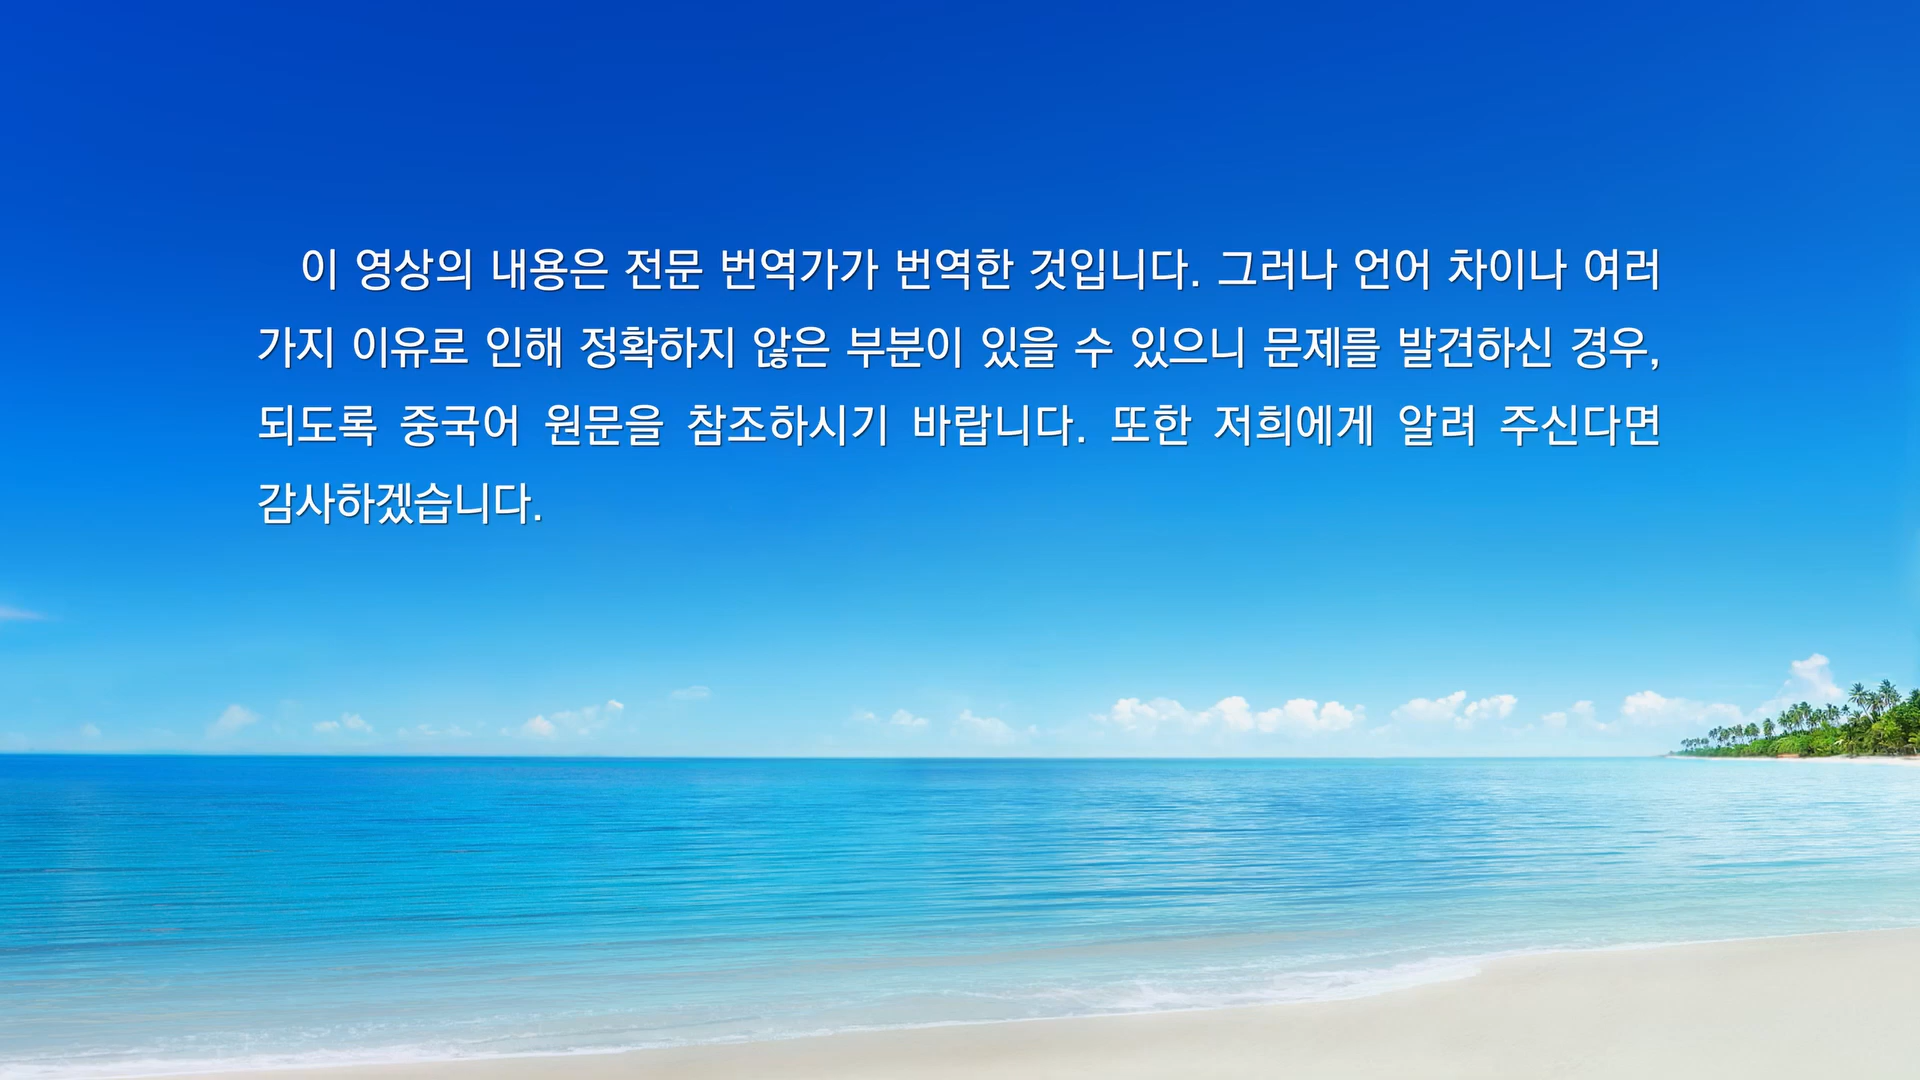 이 영상의 내용은 전문 번역가가 번역한 것입니다. 그러나 언어 차이나 여러
가지 이유로 인해 정확하지 않은 부분이 있을 수 있으니 문제를 발견하신 경우,
되도록 중국어 원문을 참조하시기 바랍니다. 또한 저희에게 알려 주신다면
감사하겠습니다.